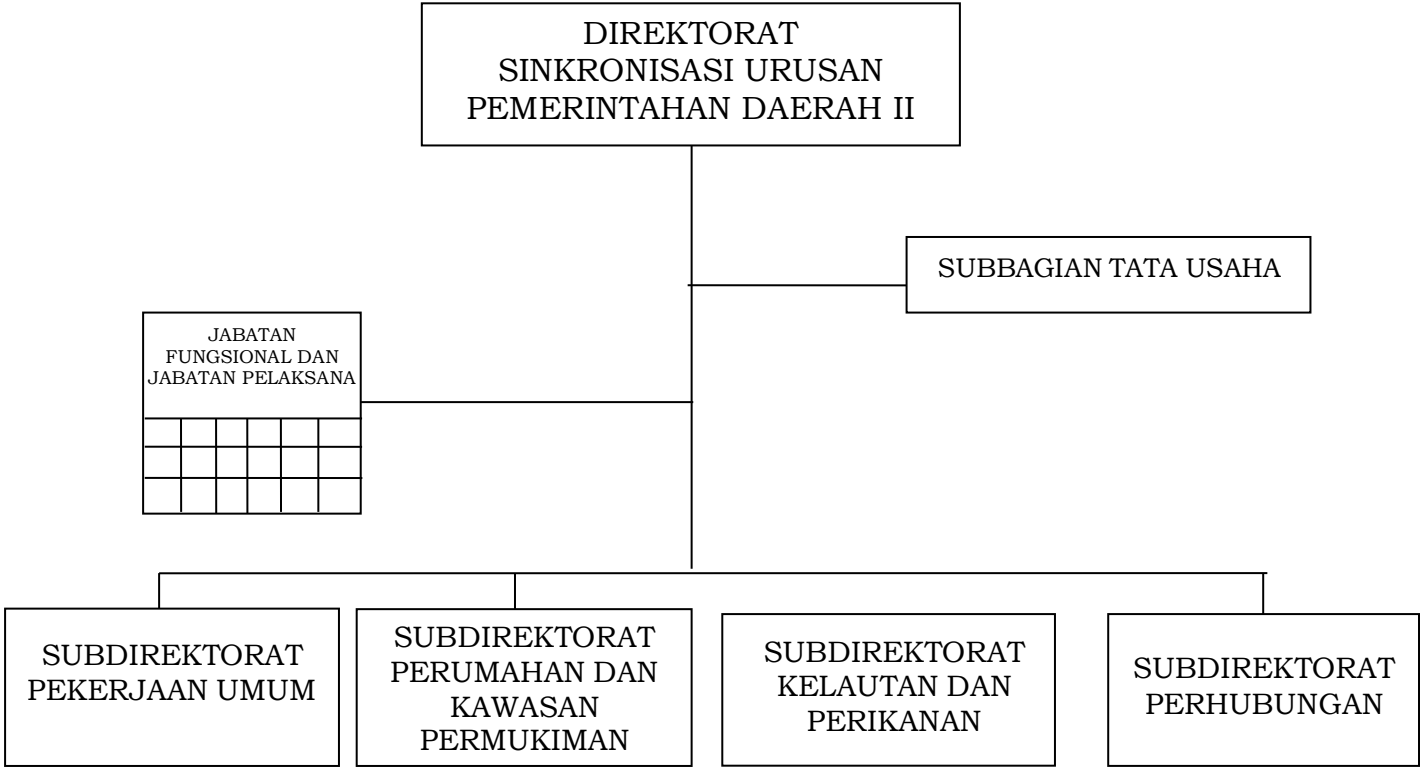 DIREKTORAT
SINKRONISASI URUSAN
PEMERINTAHAN DAERAH II
SUBBAGIAN TATA USAHA
JABATAN
FUNGSIONAL DAN
JABATAN PELAKSANA
SUBDIREKTORAT
PEKERJAAN UMUM
SUBDIREKTORAT
PERUMAHAN DAN
KAWASAN
PERMUKIMAN
SUBDIREKTORAT
KELAUTAN DAN
PERIKANAN
SUBDIREKTORAT
PERHUBUNGAN